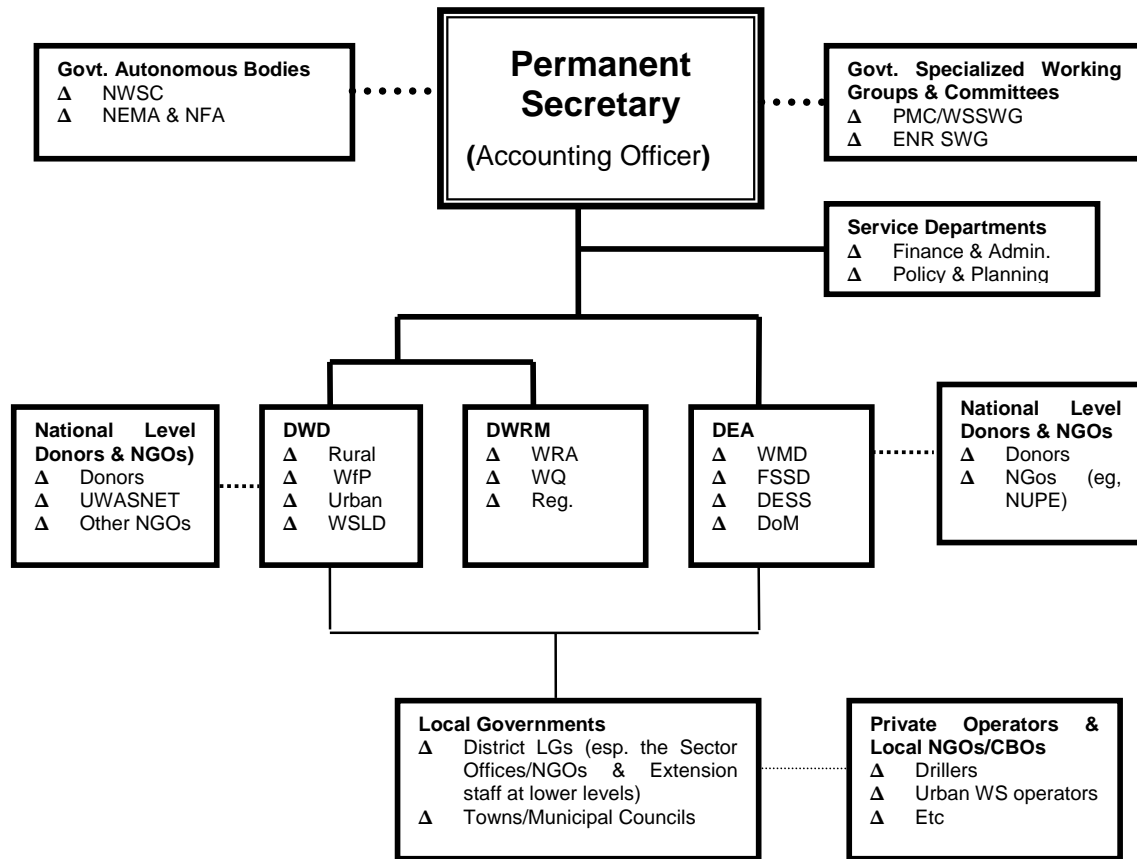 Permanent
Secretary
(Accounting Officer)
Govt. Autonomous Bodies
Δ NWSC
Δ NEMA & NFA
Govt. Specialized Working
Groups & Committees
Δ PMC/WSSWG
Δ ENR SWG
Service Departments
Δ Finance & Admin.
Δ Policy & Planning
National Level
Donors & NGOs)
Δ Donors
Δ UWASNET
Δ Other NGOs
DWD
Δ Rural
Δ WfP
Δ Urban
Δ WSLD
DWRM
Δ WRA
Δ WQ
Δ Reg.
DEA
Δ WMD
Δ FSSD
Δ DESS
Δ DoM
National Level
Donors & NGOs
Δ Donors
Δ NGos (eg,
NUPE)
Local Governments
Δ District LGs (esp. the Sector
Offices/NGOs & Extension
staff at lower levels)
Δ Towns/Municipal Councils
Private Operators &
Local NGOs/CBOs
Δ Drillers
Δ Urban WS operators
Δ Etc